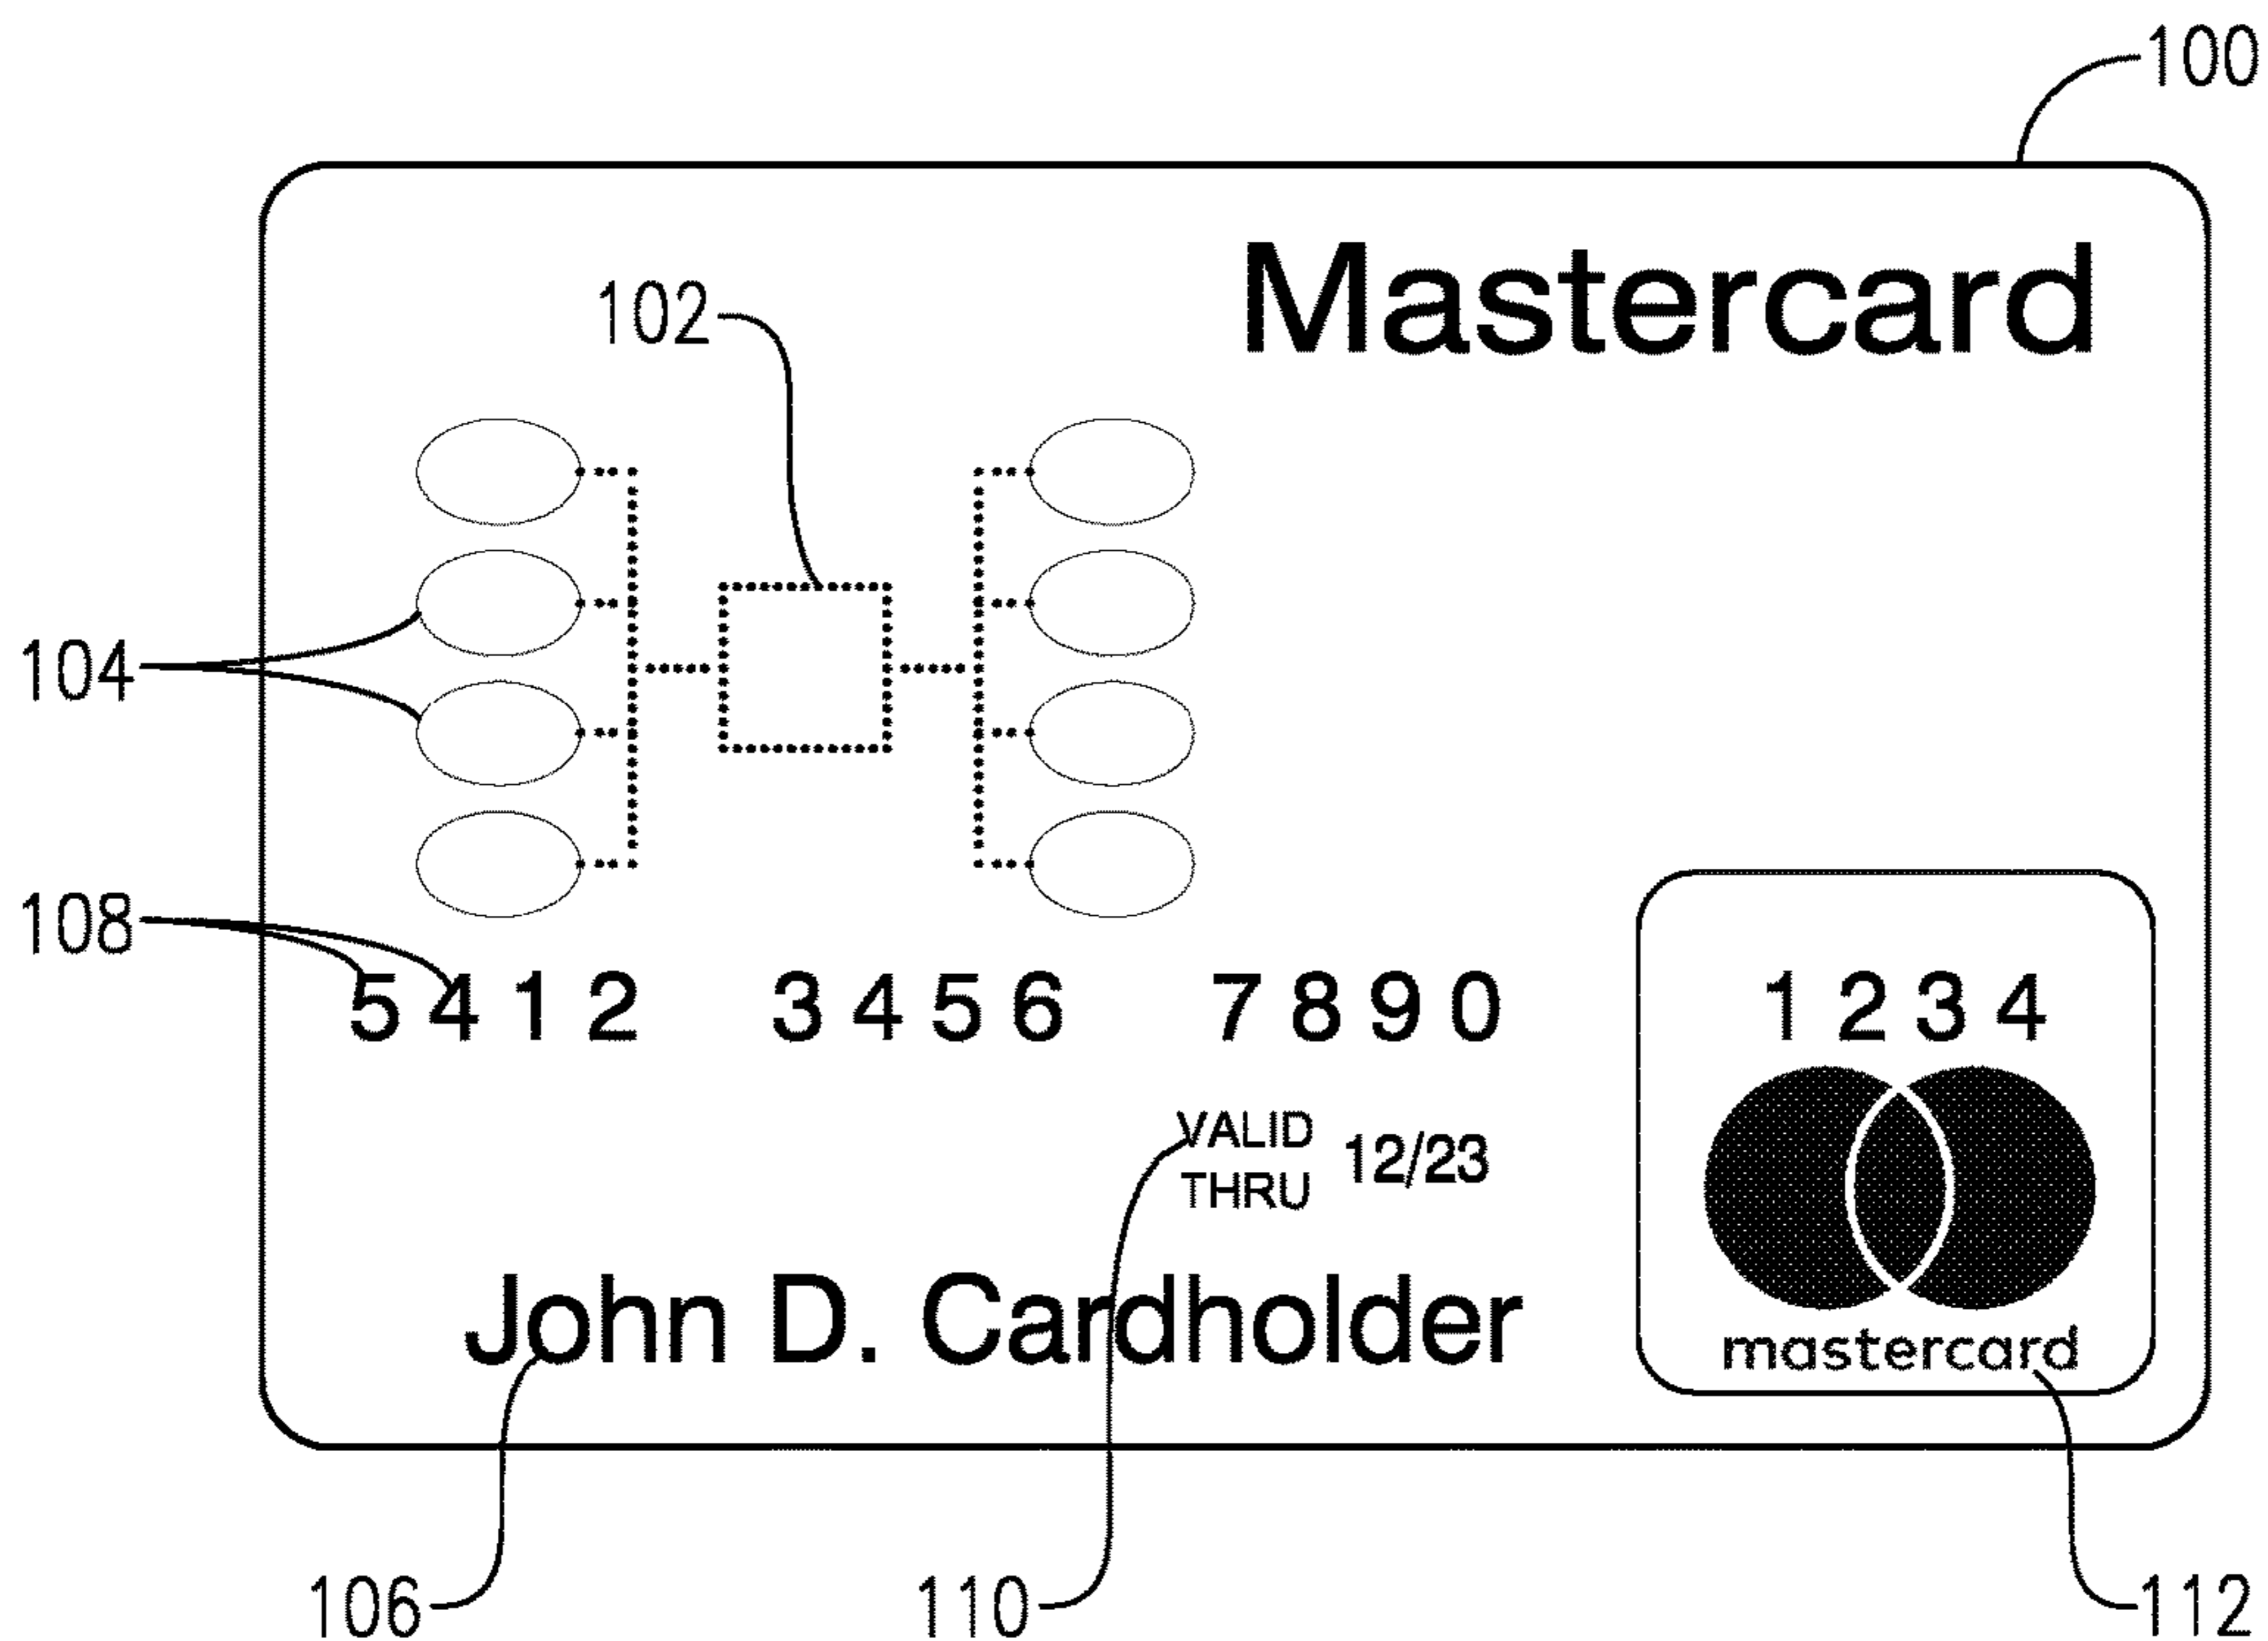 100
Mastercard
102
104
108
5412 3456 7890 1234
VALID THRU 12/23
John D. Cardholder
mastercard
106
110
112